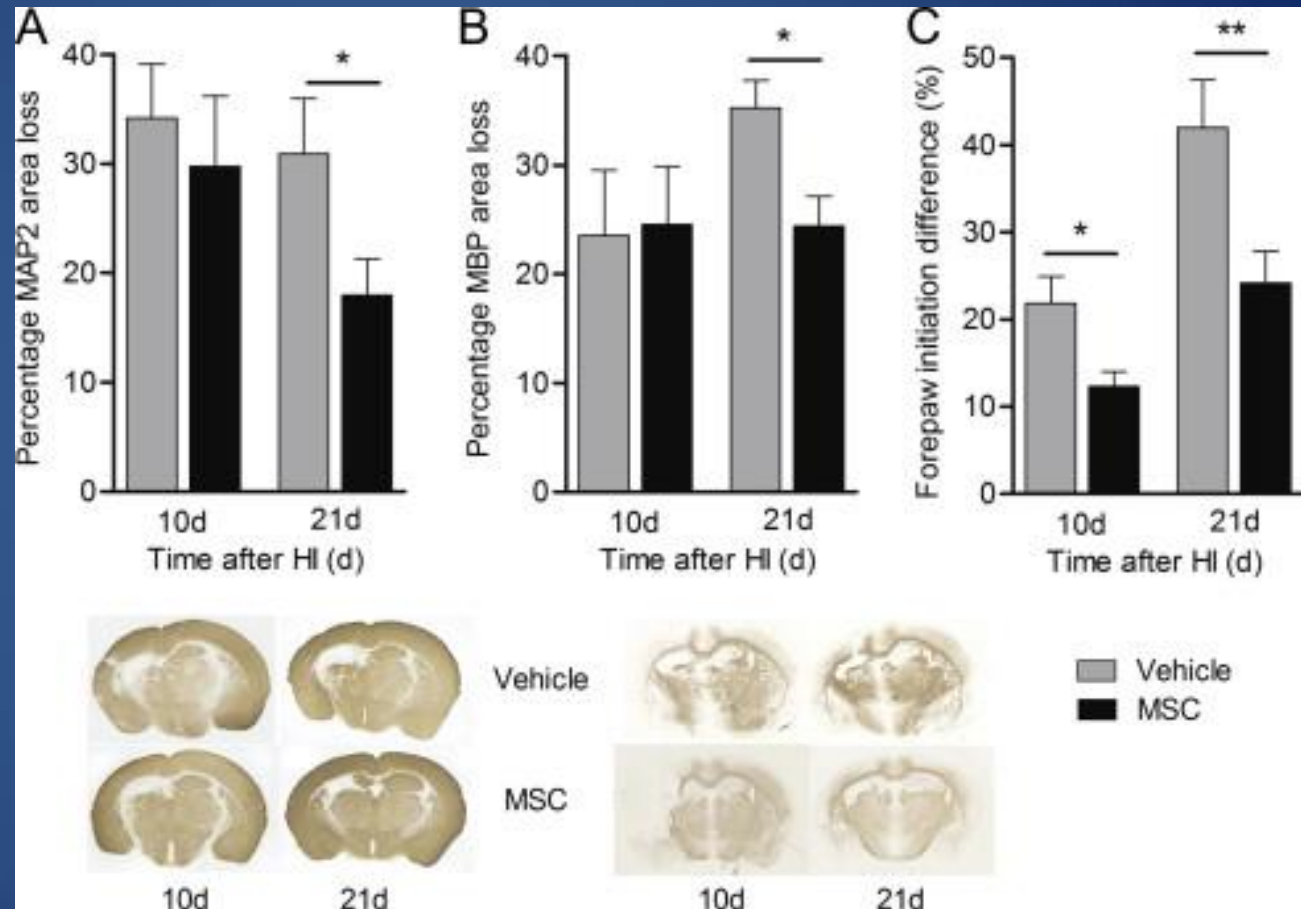 A
Percentage MAP2 area loss
40
30
20
10
0
*
10d 21d
Time after HI (d)
B
Percentage MBP area loss
40
30
20
10
0
*
10d 21d
Time after HI (d)
C
Forepaw initiation difference (%)
50
40
30
20
10
0
*
**
10d 21d
Time after HI (d)
Vehicle
MSC
10d 21d
10d 21d
Vehicle
MSC